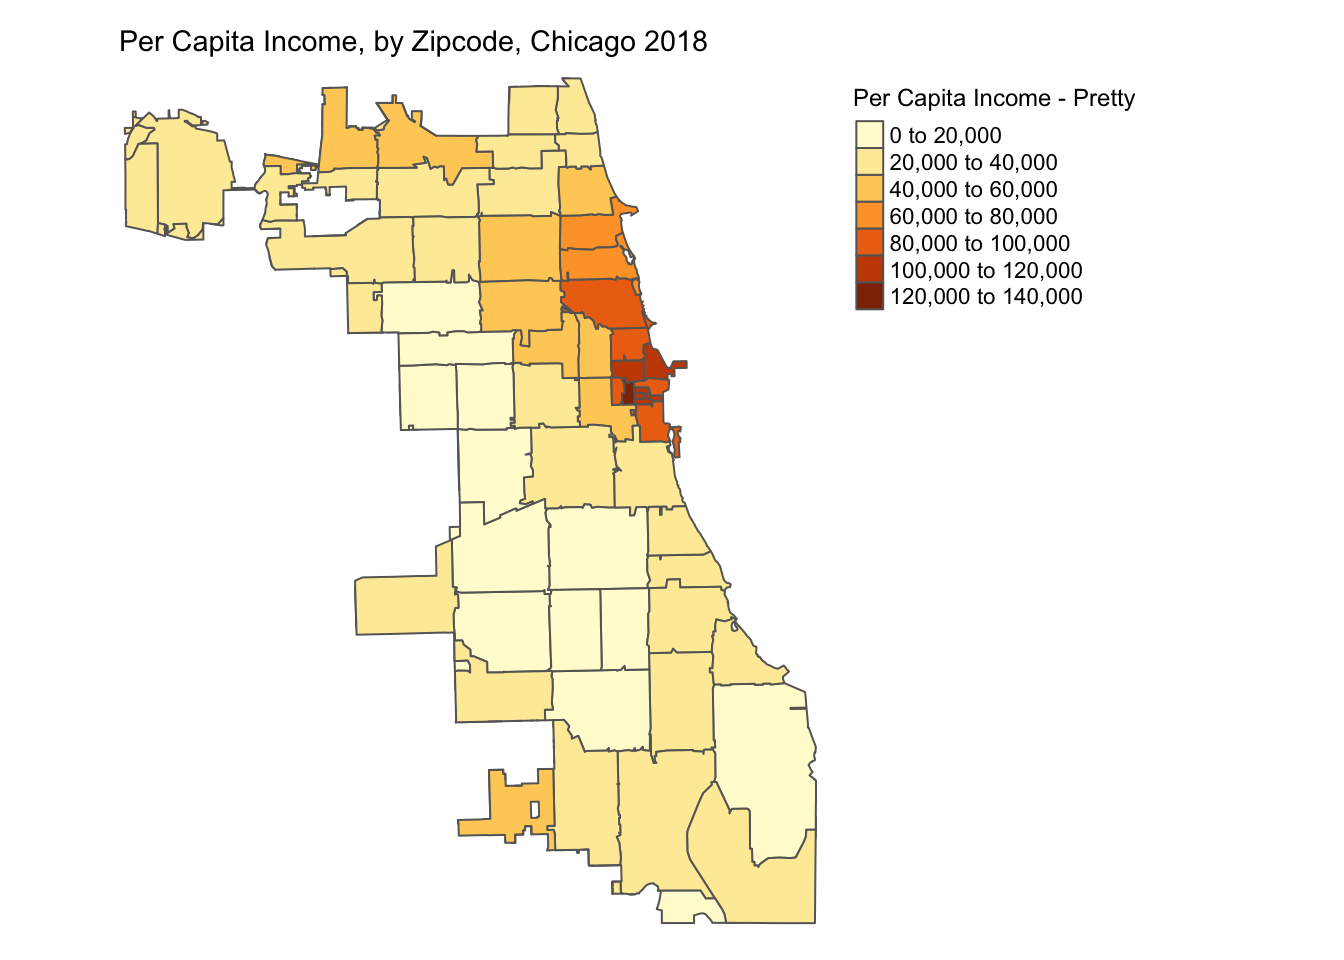 Per Capita Income, by Zipcode, Chicago 2018
Per Capita Income - Pretty
0 to 20,000
20,000 to 40,000
40,000 to 60,000
60,000 to 80,000
80,000 to 100,000
100,000 to 120,000
120,000 to 140,000